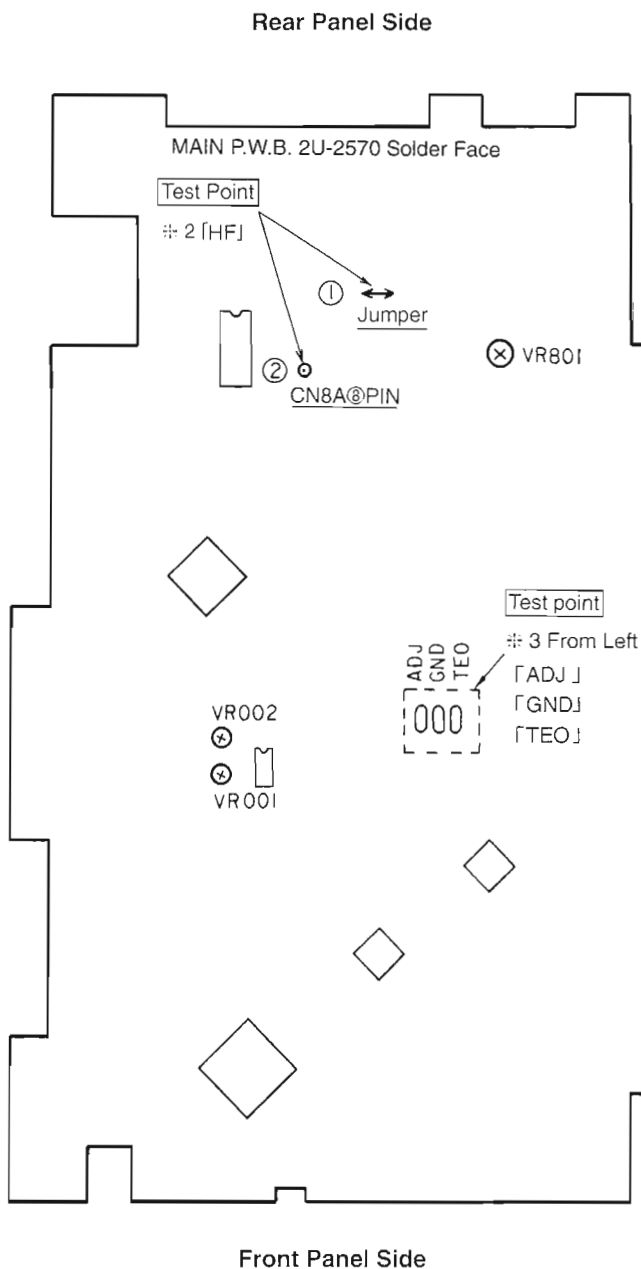 Rear Panel Side
MAIN P.W.B. 2U-2570 Solder Face
Test Point
※ 2 「HF」
①
Jumper
VR801
②
CN8A⑧PIN
Test point
※ 3 From Left
ADJ
GND
TEO
「ADJ」
「GND」
「TEO」
VR002
VR001
Front Panel Side